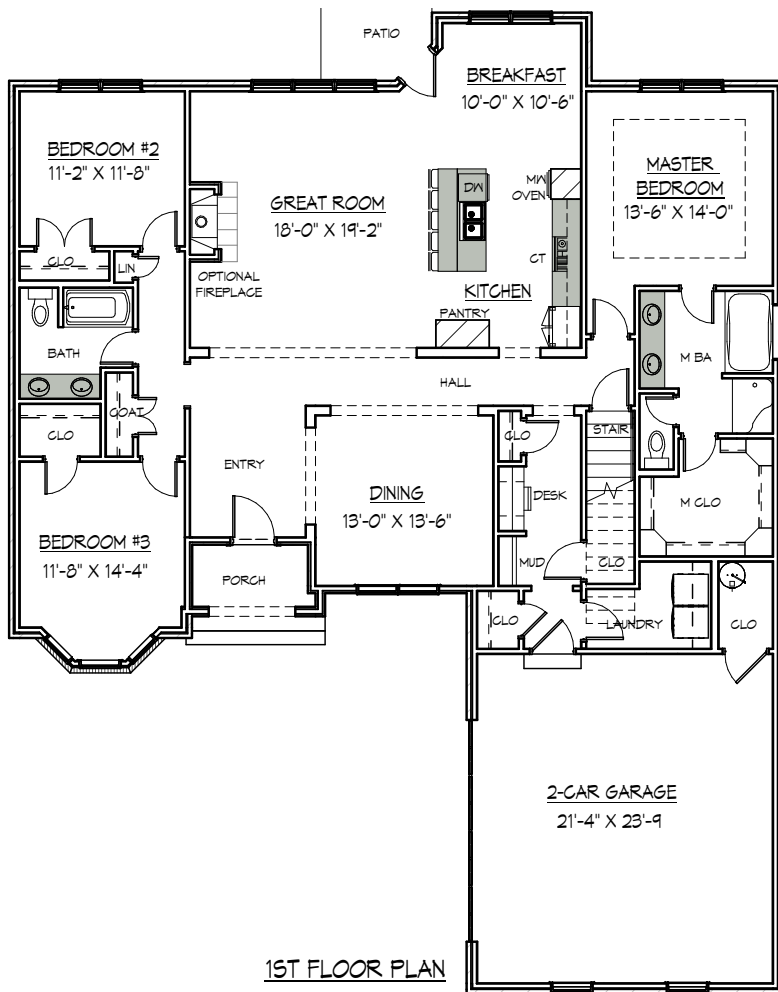 PATIO
BREAKFAST
10'-0" X 10'-6"
BEDROOM #2
11'-2" X 11'-8"
GREAT ROOM
18'-0" X 19'-2"
DW
MW
OVEN
MASTER
BEDROOM
13'-6" X 14'-0"
CLO
LIN
OPTIONAL
FIREPLACE
CT
KITCHEN
PANTRY
BATH
M BA
HALL
COAT
CLO
CLO
STAIR
ENTRY
DINING
13'-0" X 13'-6"
DESK
M CLO
BEDROOM #3
11'-8" X 14'-4"
PORCH
MUD
CLO
CLO
LAUNDRY
CLO
2-CAR GARAGE
21'-4" X 23'-9
1ST FLOOR PLAN